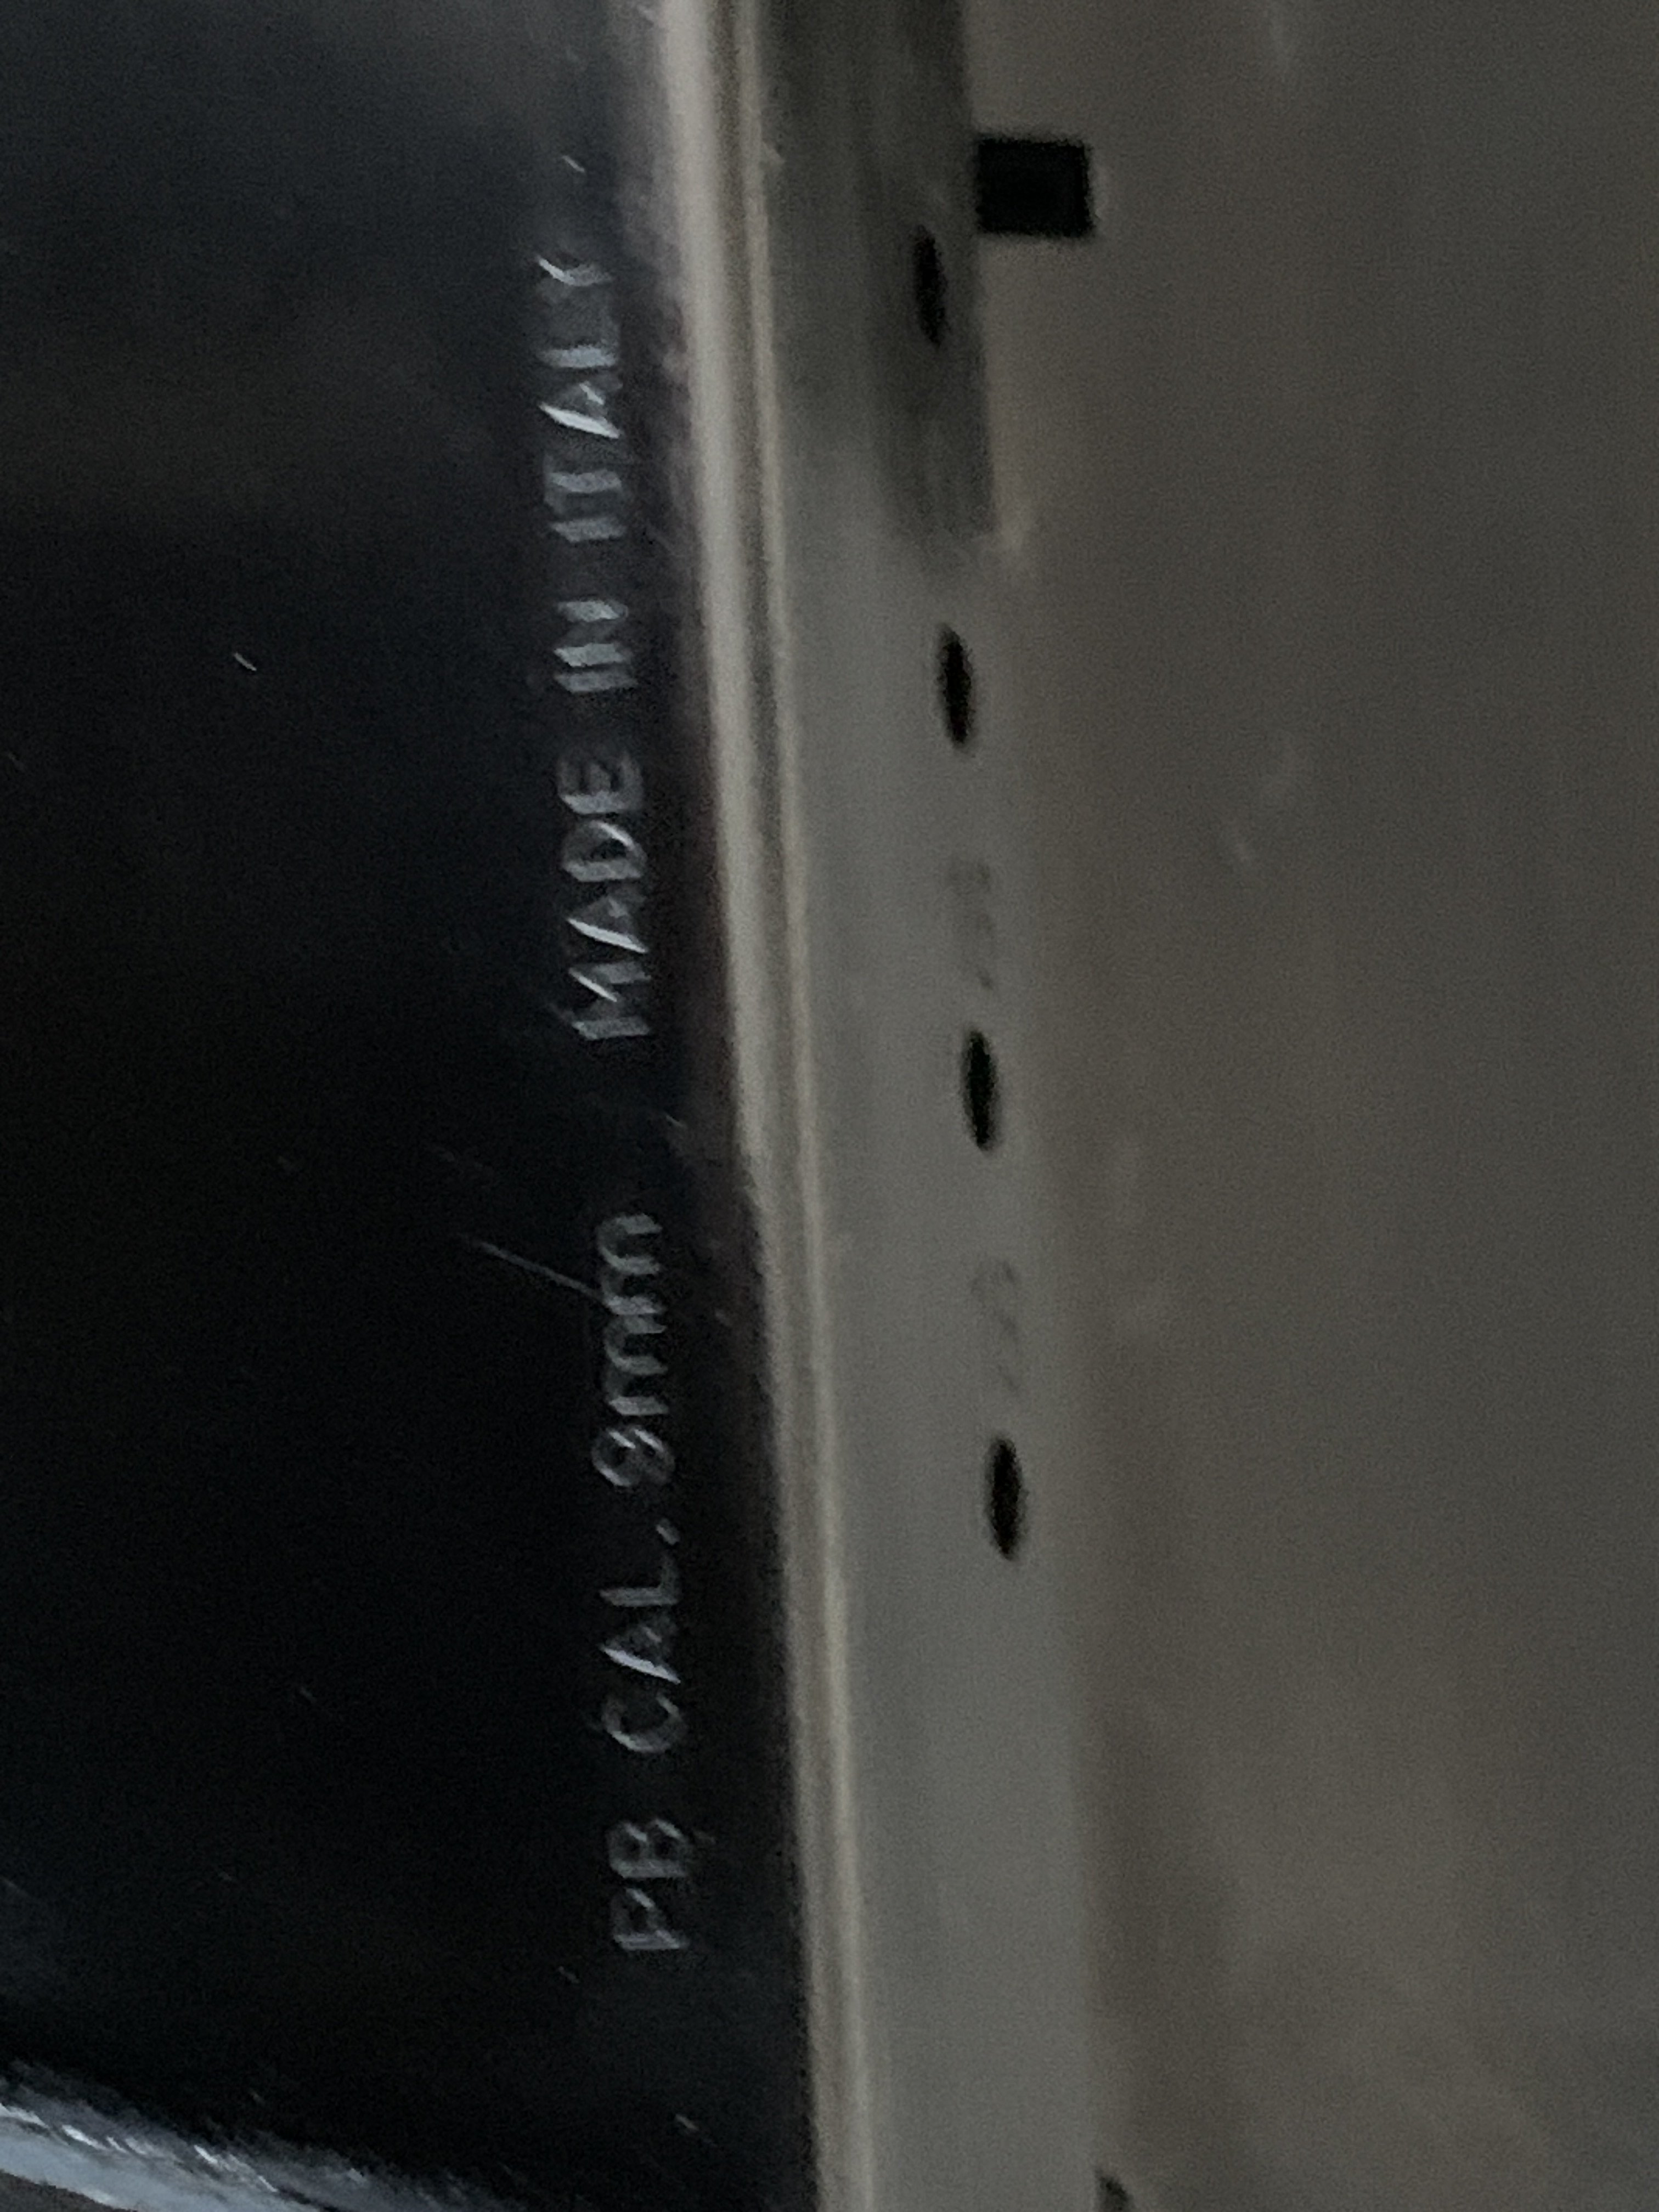 PB CAL. 9mm MADE IN ITALY